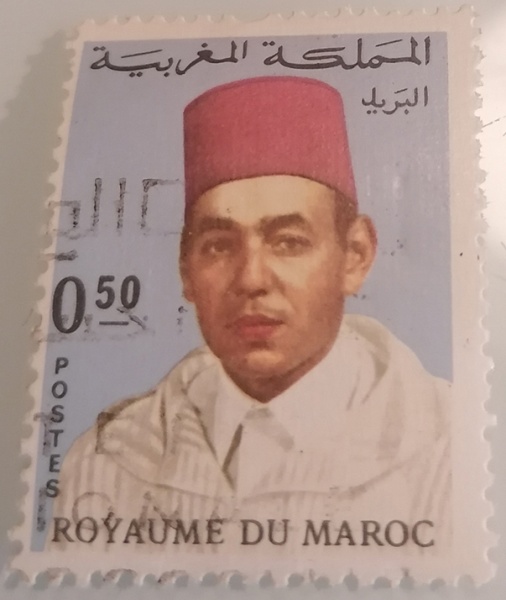 المملكة المغربية
البريد
0.50
POSTES
ROYAUME DU MAROC